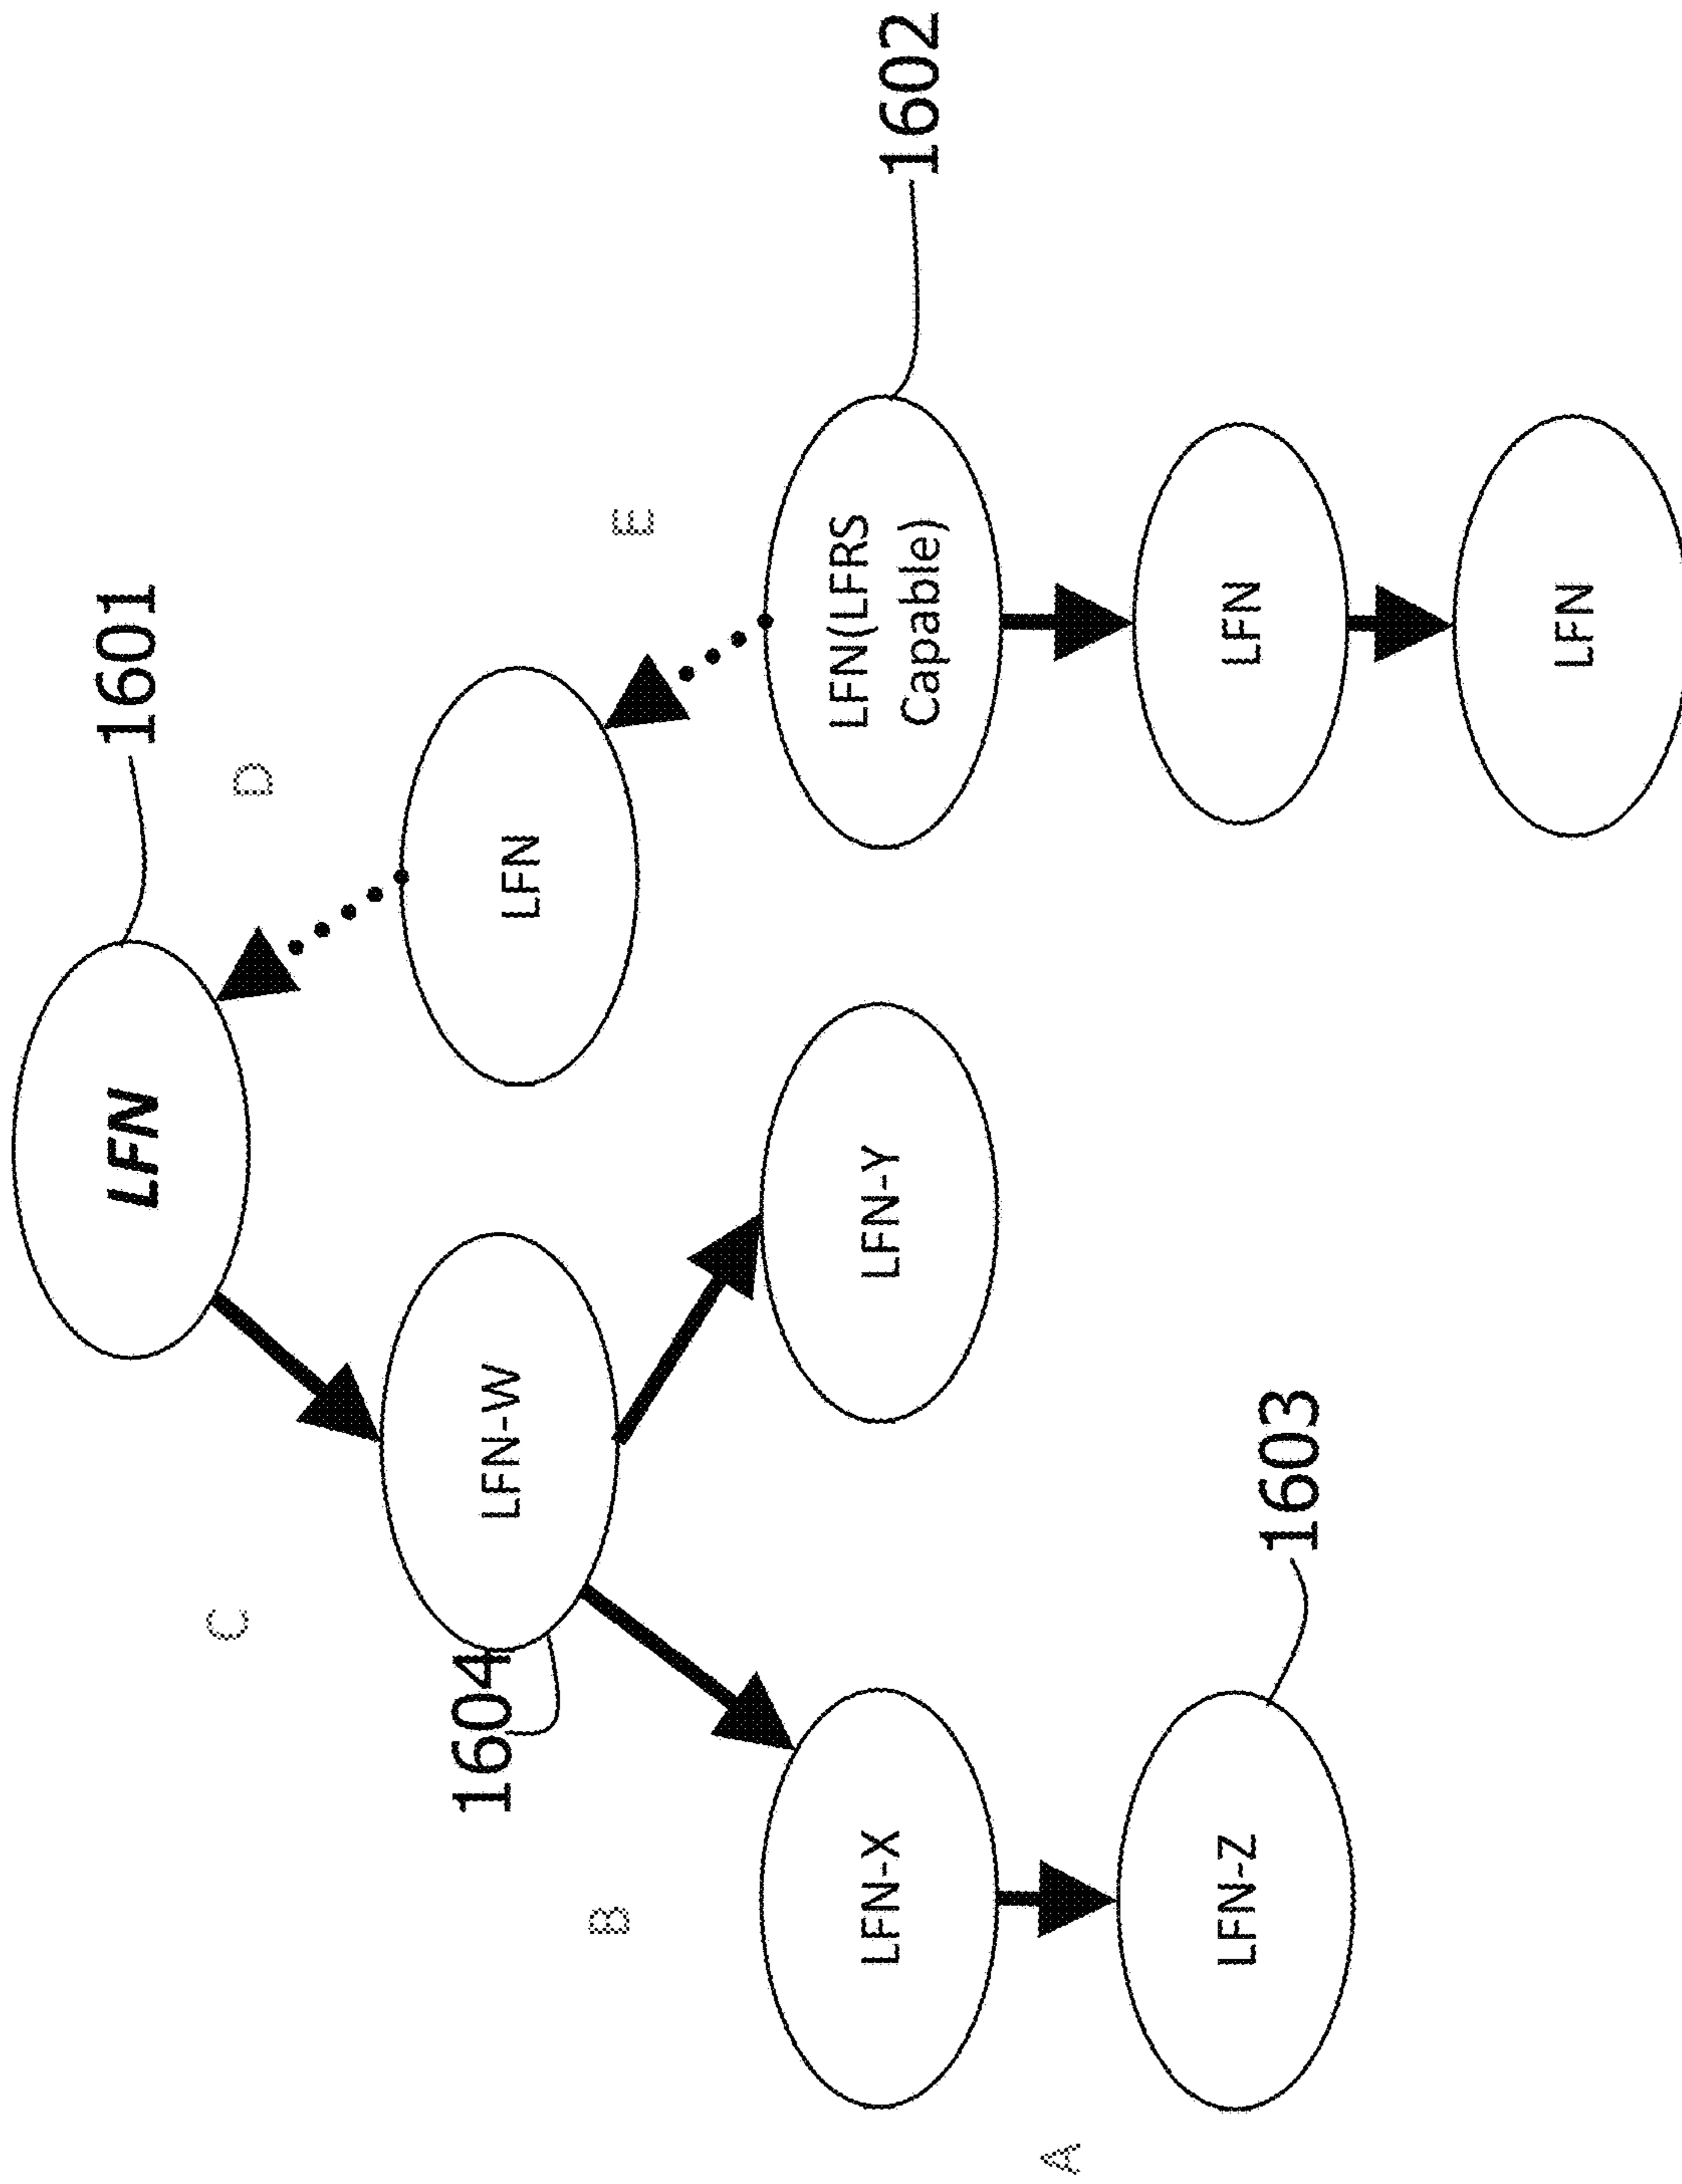 1601
LFN
D
C
LFN-W
1604
LFN
E
B
LFN-X
LFN-Y
LFN(LFRS
Capable)
1602
A
LFN-Z
1603
LFN
LFN